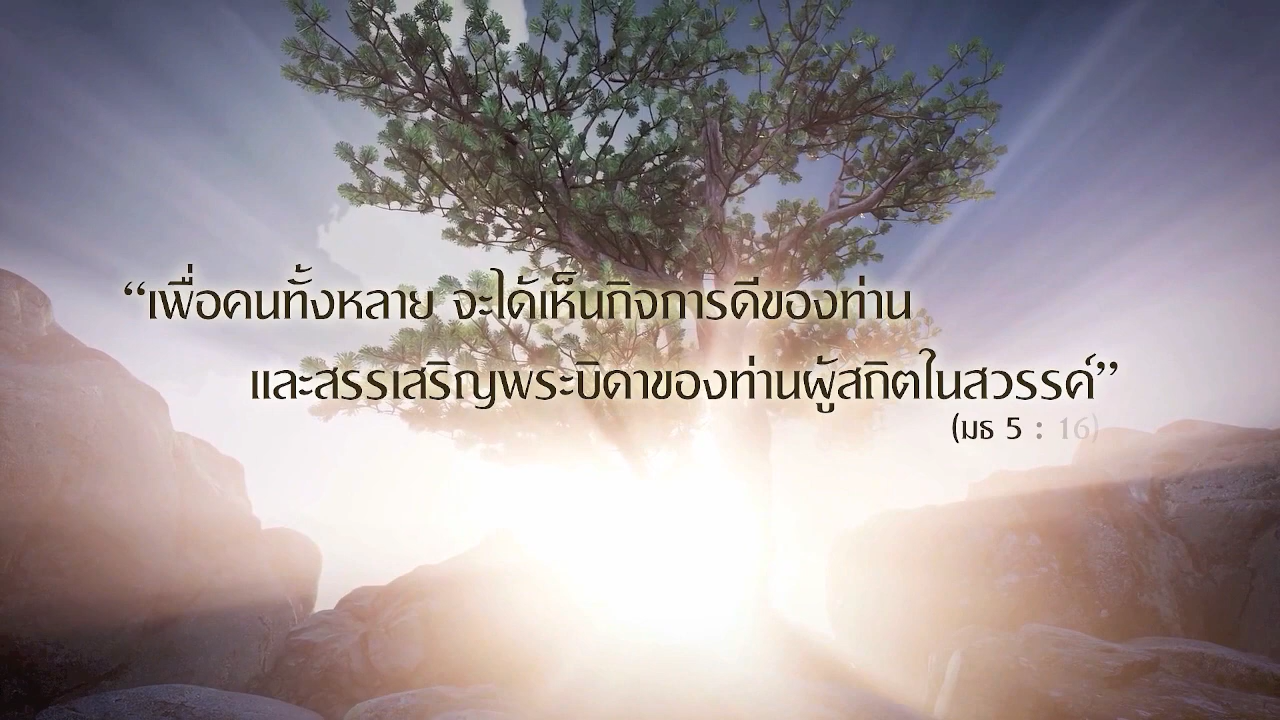 “เพื่อคนทั้งหลาย จะได้เห็นกิจการดีของท่าน
และสรรเสริญพระบิดาของท่านผู้สถิตในสวรรค์”
(มธ 5 : 16)